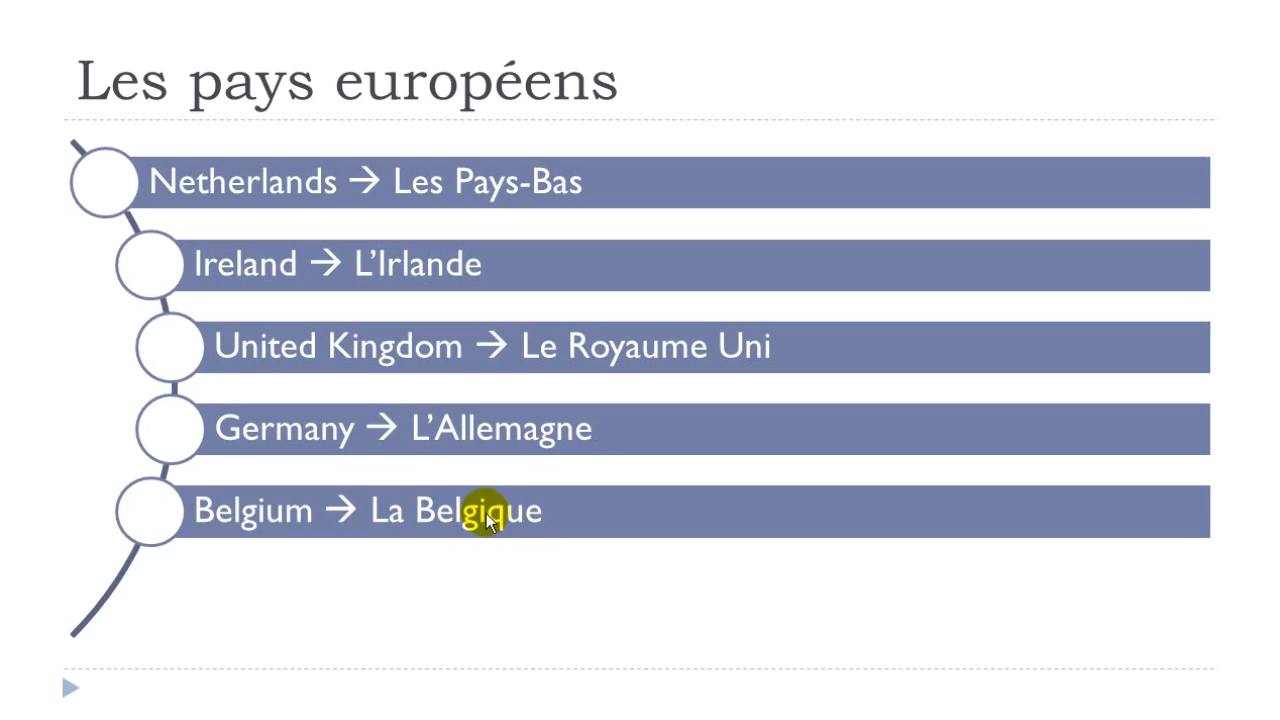 Les pays européens
Netherlands → Les Pays-Bas
Ireland → L’Irlande
United Kingdom → Le Royaume Uni
Germany → L’Allemagne
Belgium → La Belgique